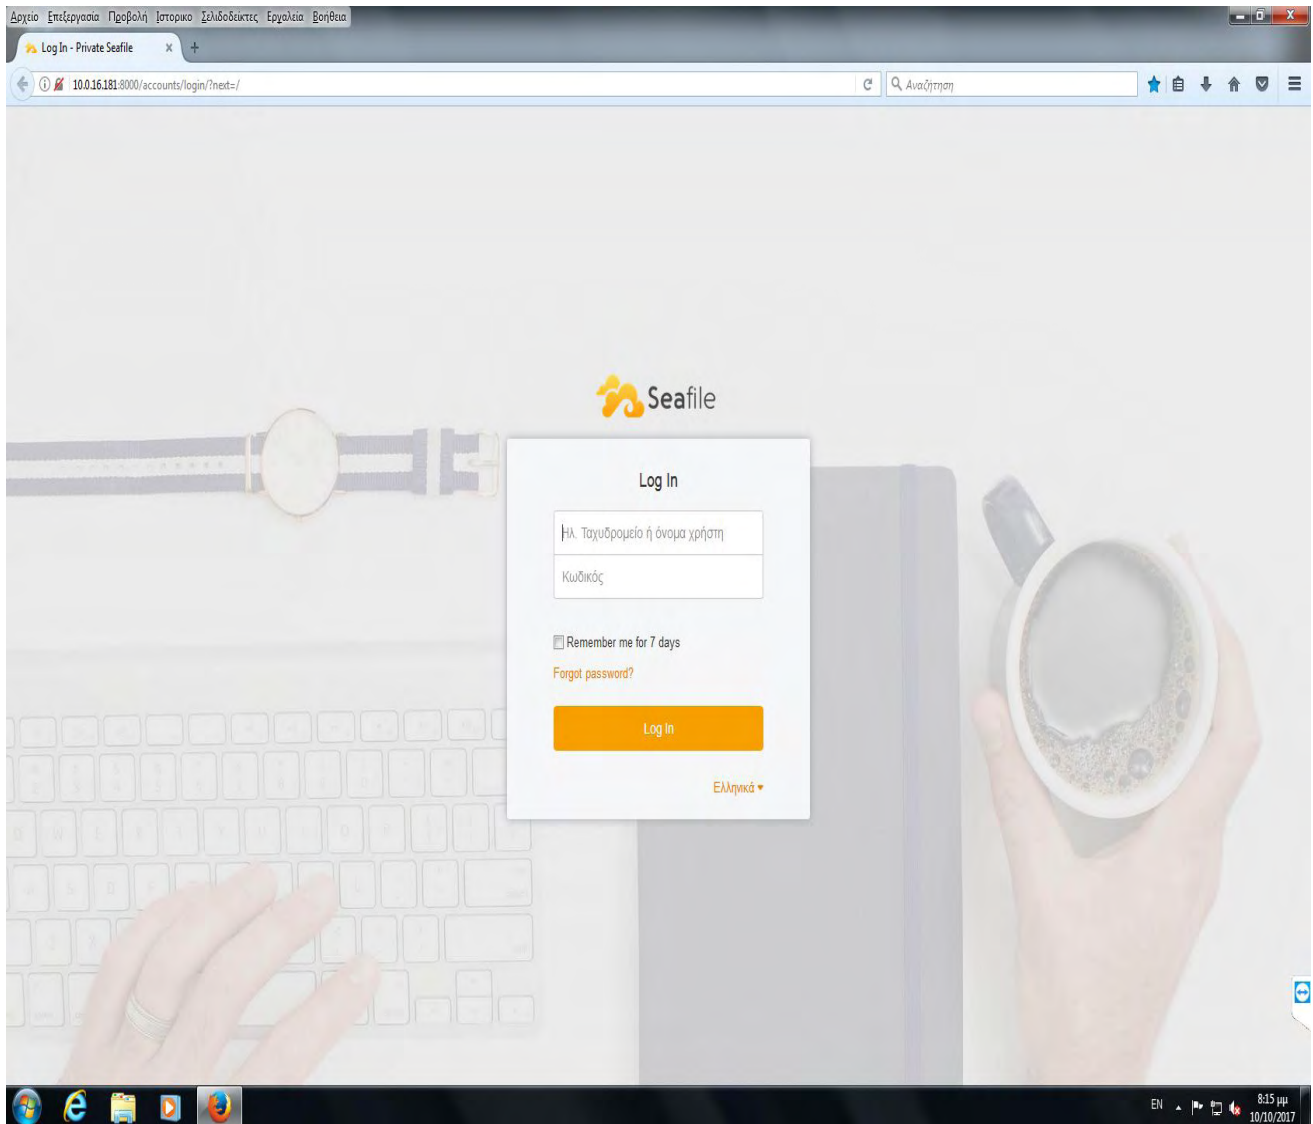 Αρχείο Επεξεργασία Προβολή Ιστορικο Σελιδοδείκτες Εργαλεία Βοήθεια
Log In - Private Seafile x +
10.0.16.181:8000/accounts/login/?next=/
Αναζήτηση
Seafile
Log In
Ηλ. Ταχυδρομείο ή όνομα χρήστη
Κωδικός
Remember me for 7 days
Forgot password?
Log In
Ελληνικά
EN
8:15 μμ
10/10/2017